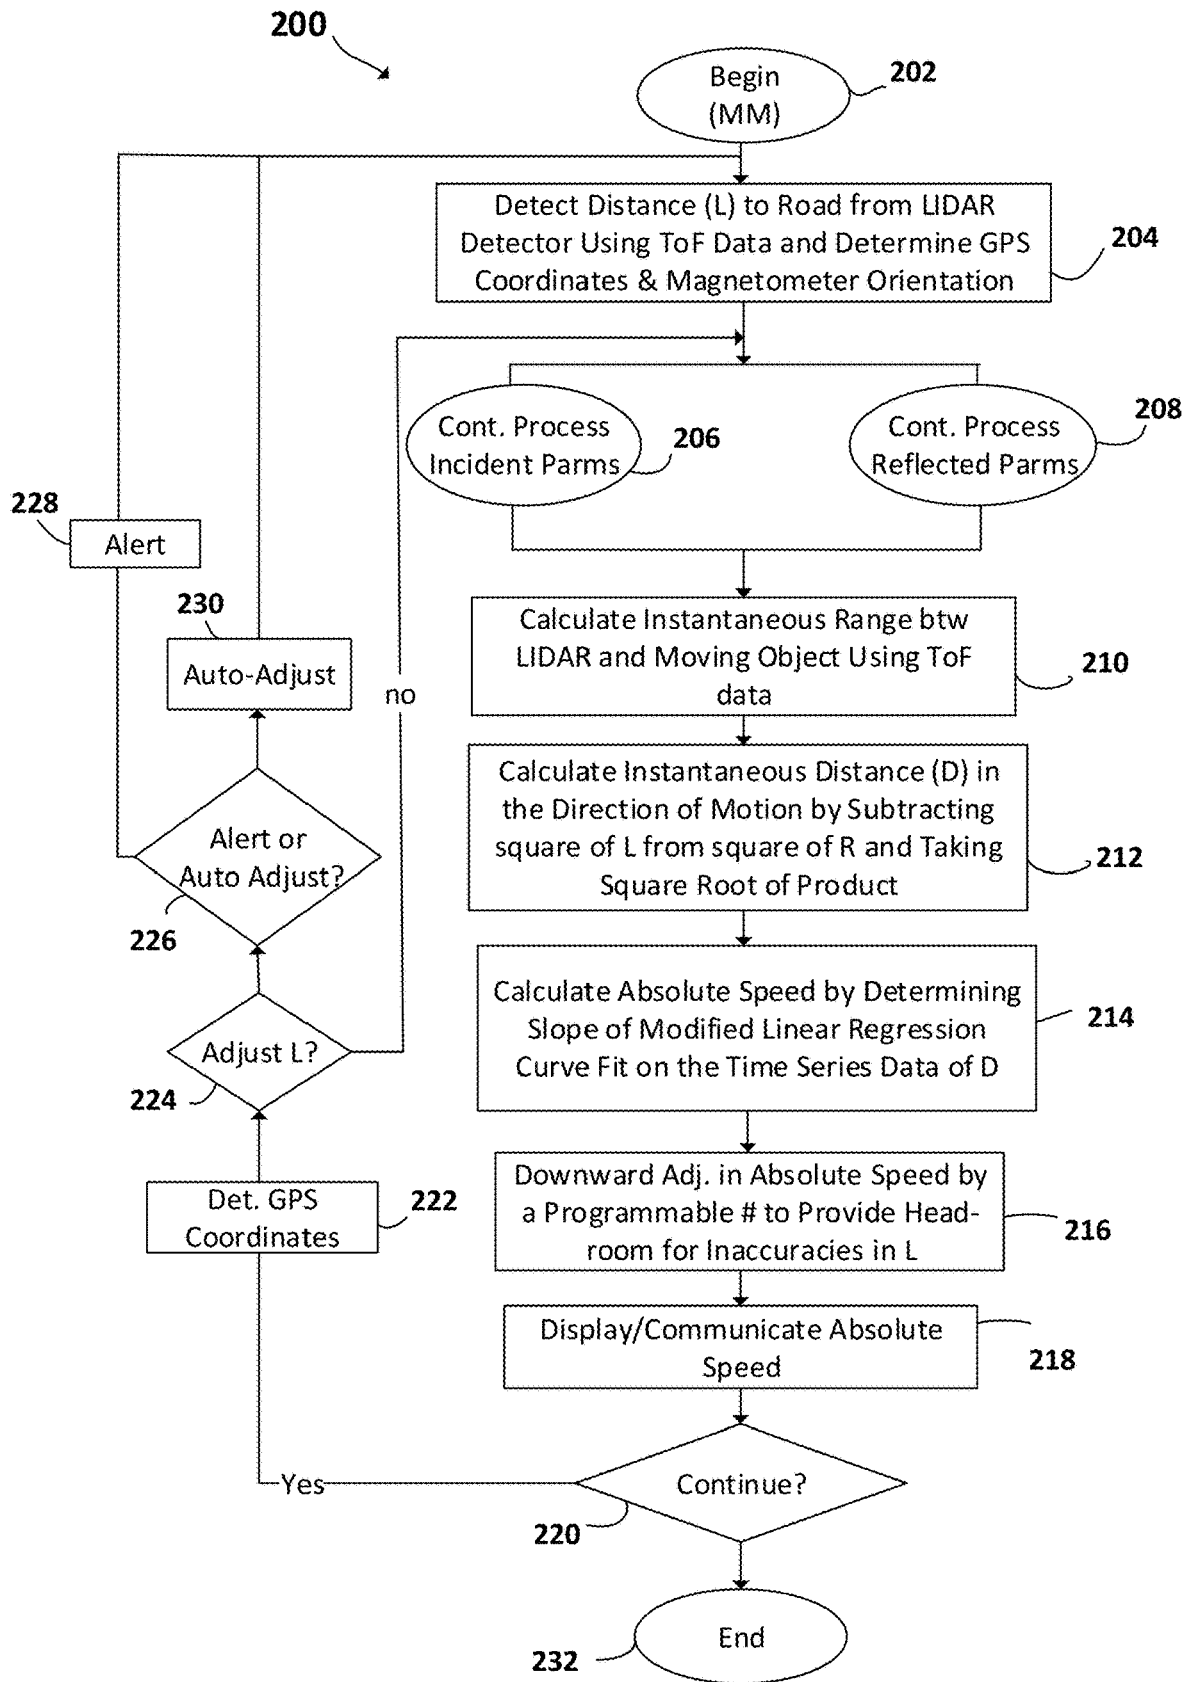 200
Begin
(MM)
202
Detect Distance (L) to Road from LIDAR
Detector Using ToF Data and Determine GPS
Coordinates & Magnetometer Orientation
204
Cont. Process
Incident Parms
206
Cont. Process
Reflected Parms
208
228
Alert
230
Auto-Adjust
no
Calculate Instantaneous Range btw
LIDAR and Moving Object Using ToF
data
210
Calculate Instantaneous Distance (D) in
the Direction of Motion by Subtracting
square of L from square of R and Taking
Square Root of Product
212
Alert or
Auto Adjust?
226
Calculate Absolute Speed by Determining
Slope of Modified Linear Regression
Curve Fit on the Time Series Data of D
214
Adjust L?
224
Downward Adj. in Absolute Speed by
a Programmable # to Provide Head-
room for Inaccuracies in L
216
Det. GPS
Coordinates
222
Display/Communicate Absolute
Speed
218
Continue?
Yes
220
End
232